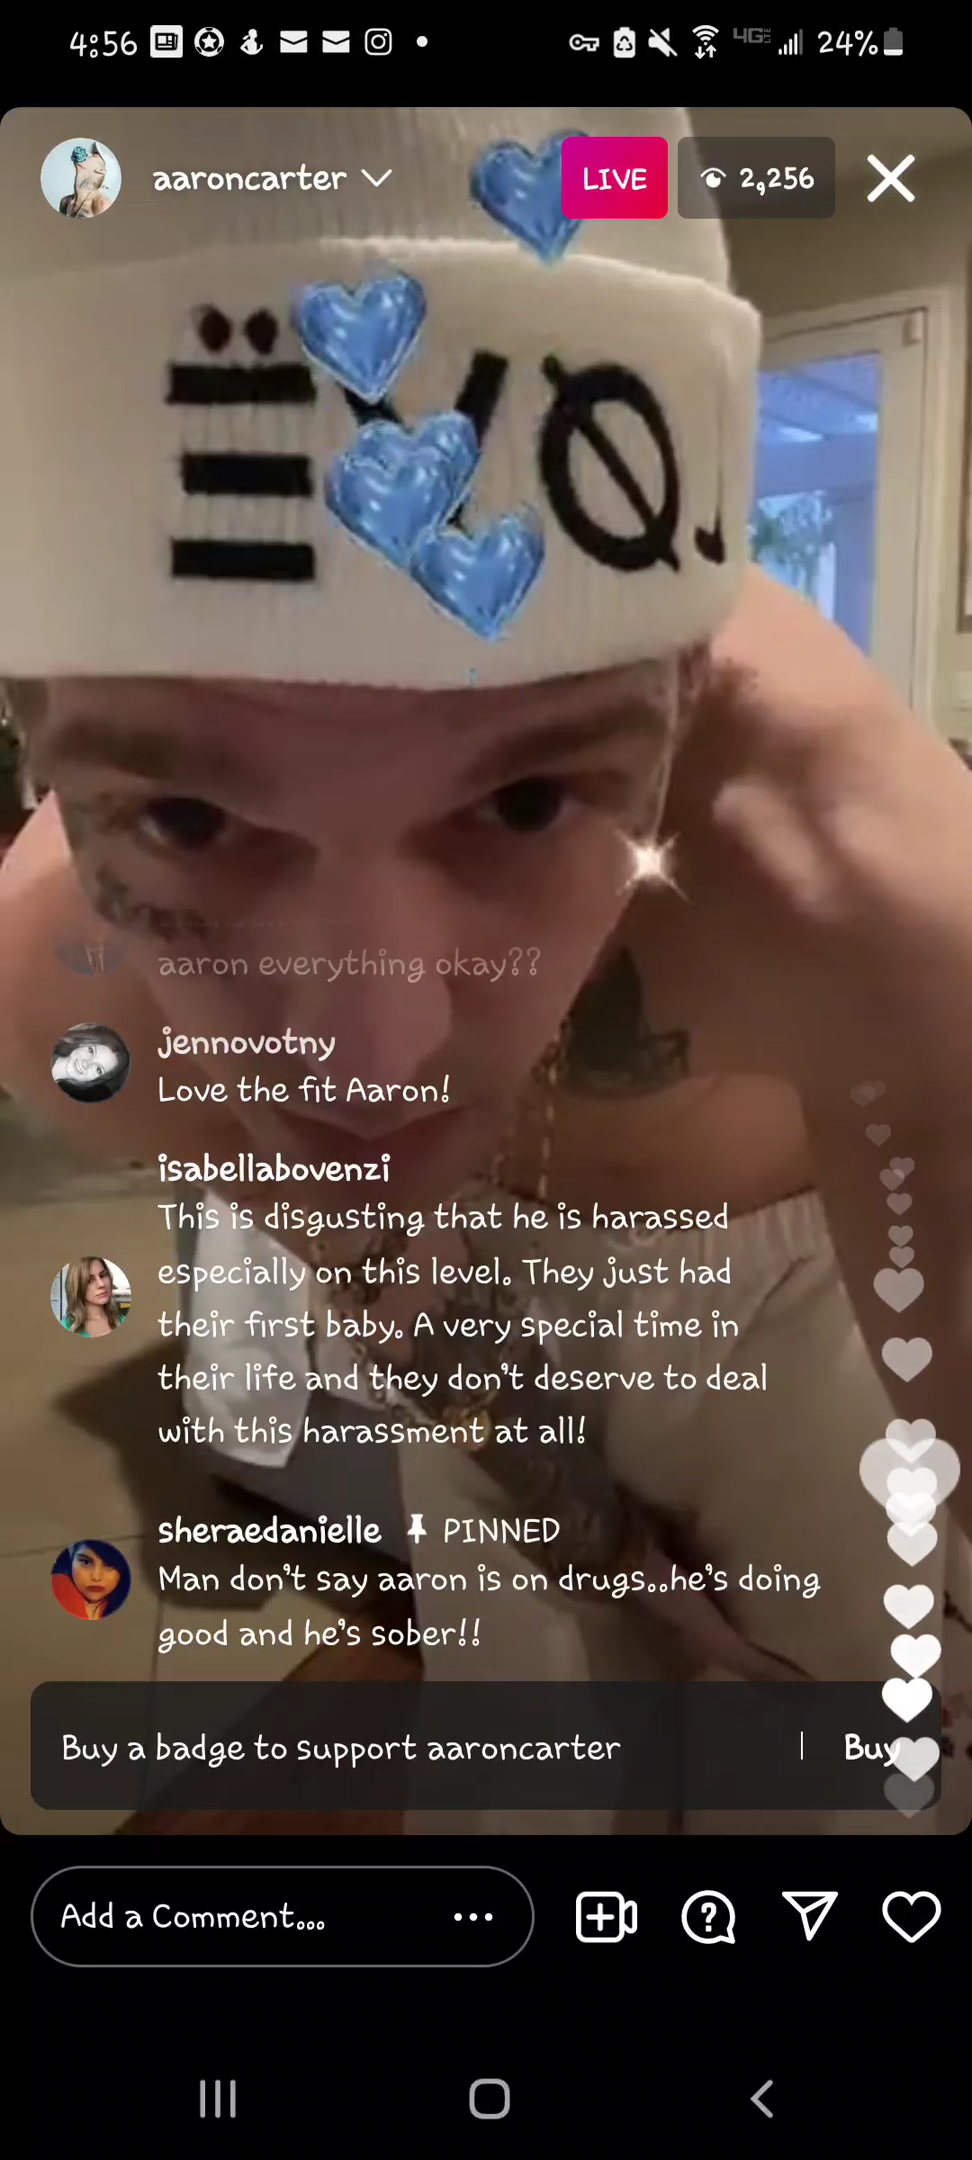 4:56
4G LTE 24%
aaroncarter
LIVE
2,256
aaron everything okay??
jennovotny
Love the fit Aaron!
isabellabovenzi
This is disgusting that he is harassed
especially on this level. They just had
their first baby. A very special time in
their life and they don't deserve to deal
with this harassment at all!
sheraedanielle PINNED
Man don't say aaron is on drugs..he's doing
good and he's sober!!
Buy a badge to support aaroncarter | Buy
Add a Comment...